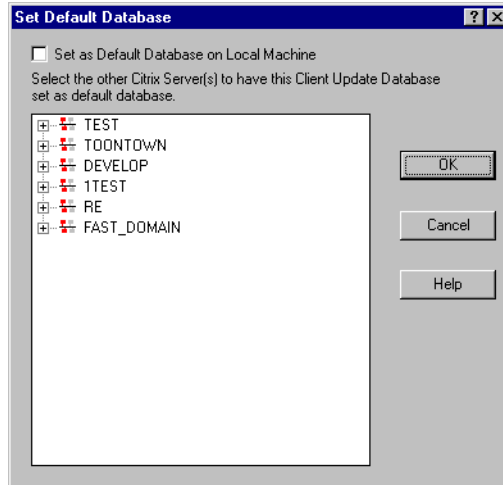 Set Default Database
Set as Default Database on Local Machine
Select the other Citrix Server(s) to have this Client Update Database
set as default database.
TEST
TOONTOWN
DEVELOP
1TEST
RE
FAST_DOMAIN
OK
Cancel
Help